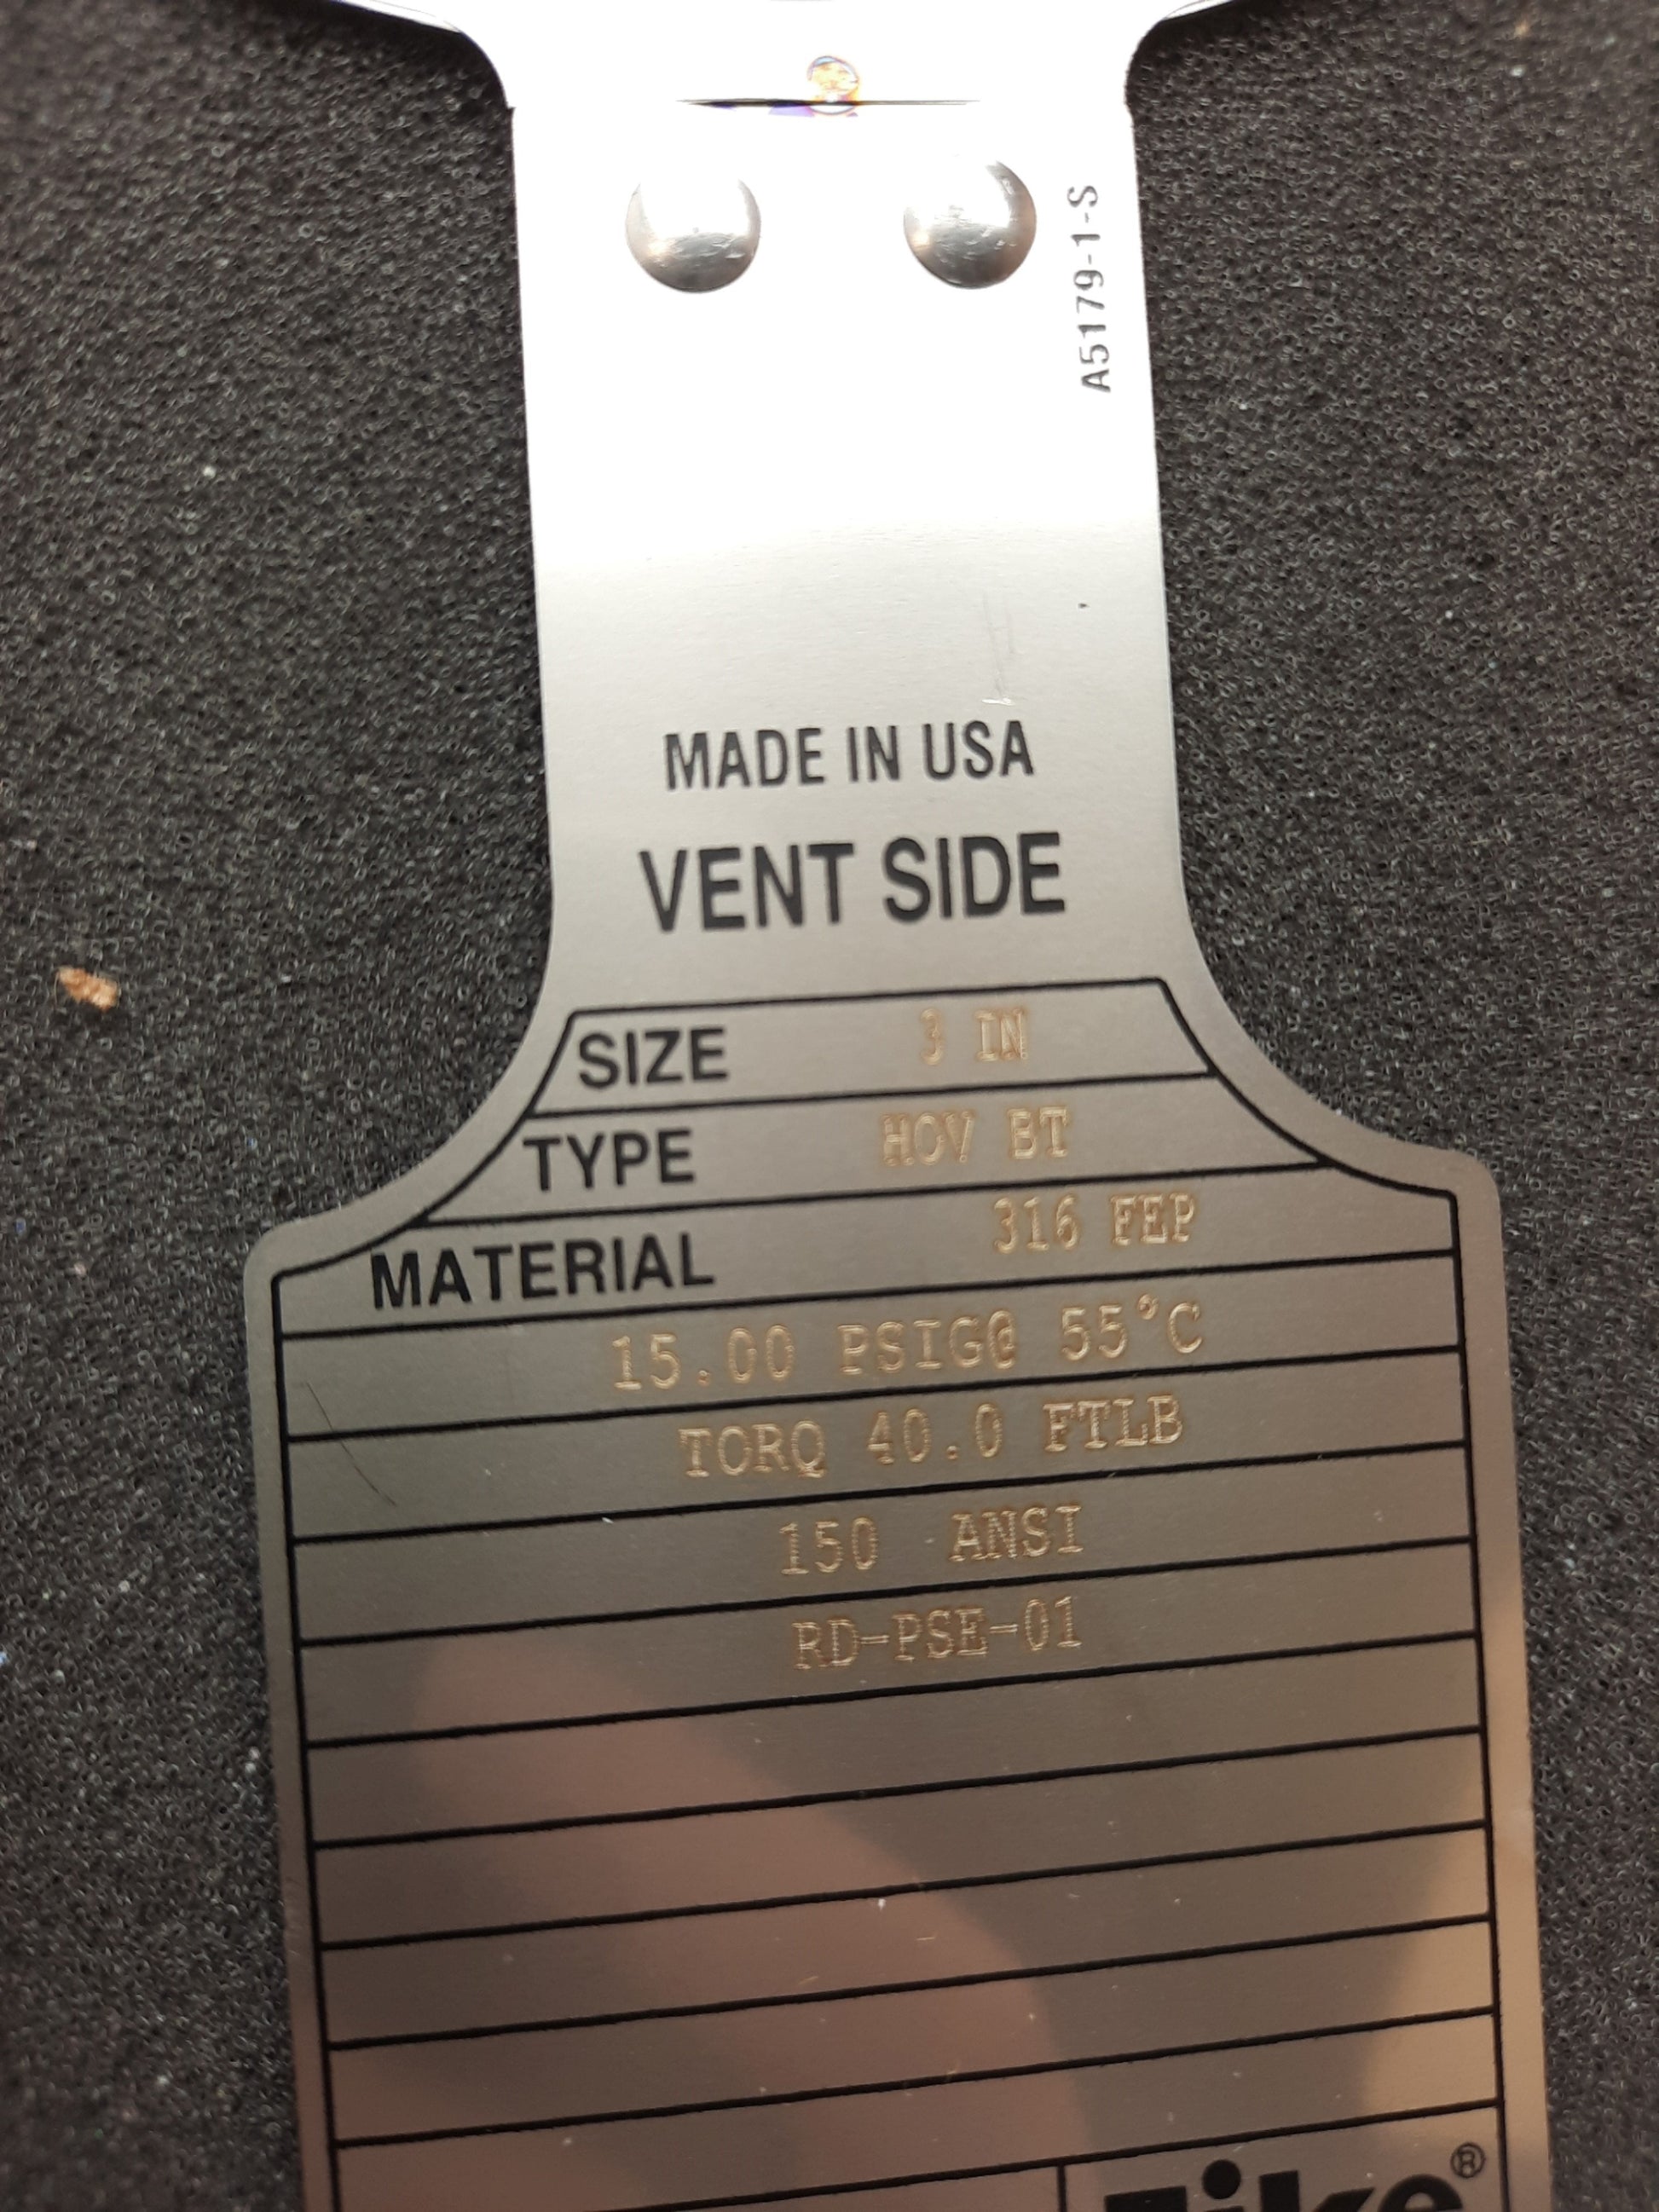 A5179-1-S
MADE IN USA
VENT SIDE
SIZE 3 IN
TYPE HOV BT
MATERIAL 316 FEP
15.00 PSIG@ 55°C
TORQ 40.0 FTLB
150 ANSI
RD-PSE-01
Fike®